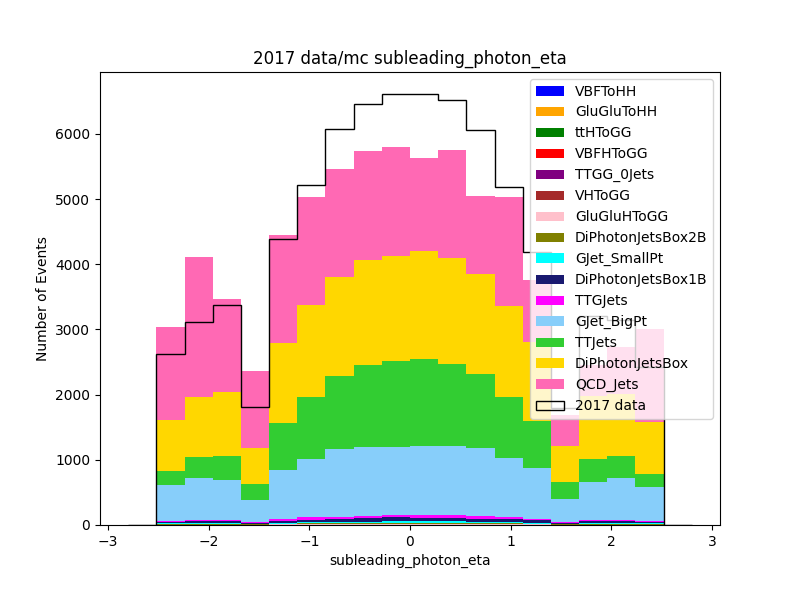 2017 data/mc subleading_photon_eta
Number of Events
6000
5000
4000
3000
2000
1000
0
−3
−2
−1
0
1
2
3
subleading_photon_eta
VBFToHH
GluGluToHH
ttHToGG
VBFHToGG
TTGG_0Jets
VHToGG
GluGluHToGG
DiPhotonJetsBox2B
GJet_SmallPt
DiPhotonJetsBox1B
TTGJets
GJet_BigPt
TTJets
DiPhotonJetsBox
QCD_Jets
2017 data